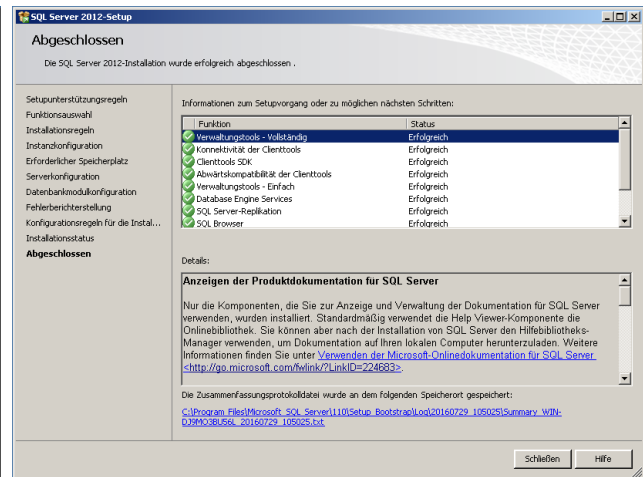 SQL Server 2012-Setup
Abgeschlossen
Die SQL Server 2012-Installation wurde erfolgreich abgeschlossen .
Setupunterstützungsregeln
Funktionsauswahl
Installationsregeln
Instanzkonfiguration
Erforderlicher Speicherplatz
Serverkonfiguration
Datenbankmodulkonfiguration
Fehlerberichterstellung
Konfigurationsregeln für die Instal...
Installationsstatus
Abgeschlossen
Informationen zum Setupvorgang oder zu möglichen nächsten Schritten:
Funktion Status
Verwaltungstools - Vollständig Erfolgreich
Konnektivität der Clienttools Erfolgreich
Clienttools SDK Erfolgreich
Abwärtskompatibilität der Clienttools Erfolgreich
Verwaltungstools - Einfach Erfolgreich
Database Engine Services Erfolgreich
SQL Server-Replikation Erfolgreich
SQL Browser Erfolgreich
Details:
Anzeigen der Produktdokumentation für SQL Server
Nur die Komponenten, die Sie zur Anzeige und Verwaltung der Dokumentation für SQL Server
verwenden, wurden installiert. Standardmäßig verwendet die Help Viewer-Komponente die
Onlinebibliothek. Sie können aber nach der Installation von SQL Server den Hilfebibliotheks-
Manager verwenden, um Dokumentation auf Ihren lokalen Computer herunterzuladen. Weitere
Informationen finden Sie unter Verwenden der Microsoft-Onlinedokumentation für SQL Server
<http://go.microsoft.com/fwlink/?LinkID=224683>.
Die Zusammenfassungsprotokolldatei wurde an dem folgenden Speicherort gespeichert:
C:\Program Files\Microsoft SQL Server\110\Setup Bootstrap\Log\20160729_105025\Summary_WIN-
DJ9MO3BU56L_20160729_105025.txt
Schließen Hilfe